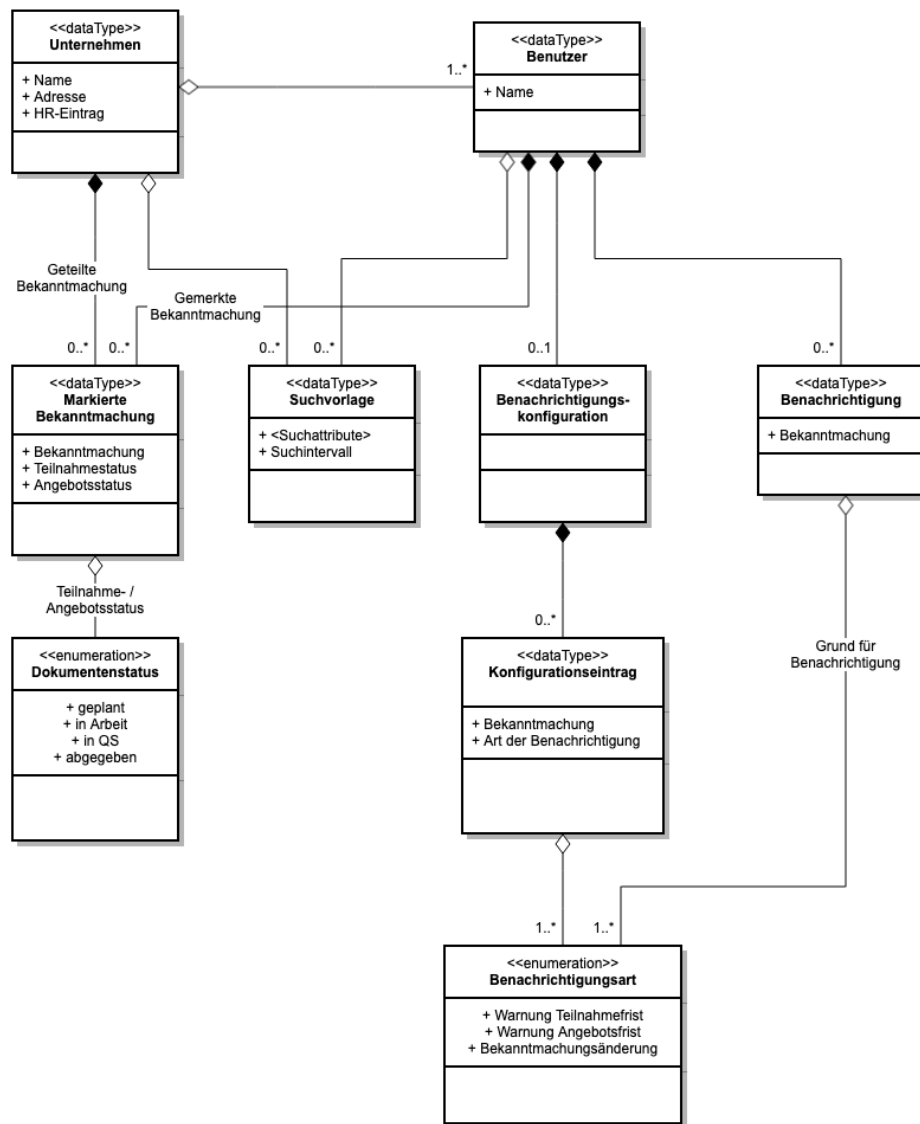 <<dataType>>
Unternehmen
+ Name
+ Adresse
+ HR-Eintrag
1..*
<<dataType>>
Benutzer
+ Name
Geteilte
Bekanntmachung
Gemerkte
Bekanntmachung
0..*
0..*
0..*
0..*
0..1
0..*
<<dataType>>
Markierte
Bekanntmachung
+ Bekanntmachung
+ Teilnahmestatus
+ Angebotsstatus
<<dataType>>
Suchvorlage
+ <Suchattribute>
+ Suchintervall
<<dataType>>
Benachrichtigungs-
konfiguration
<<dataType>>
Benachrichtigung
+ Bekanntmachung
Teilnahme- /
Angebotsstatus
0..*
<<enumeration>>
Dokumentenstatus
+ geplant
+ in Arbeit
+ in QS
+ abgegeben
<<dataType>>
Konfigurationseintrag
+ Bekanntmachung
+ Art der Benachrichtigung
Grund für
Benachrichtigung
1..*
1..*
<<enumeration>>
Benachrichtigungsart
+ Warnung Teilnahmefrist
+ Warnung Angebotsfrist
+ Bekanntmachungsänderung